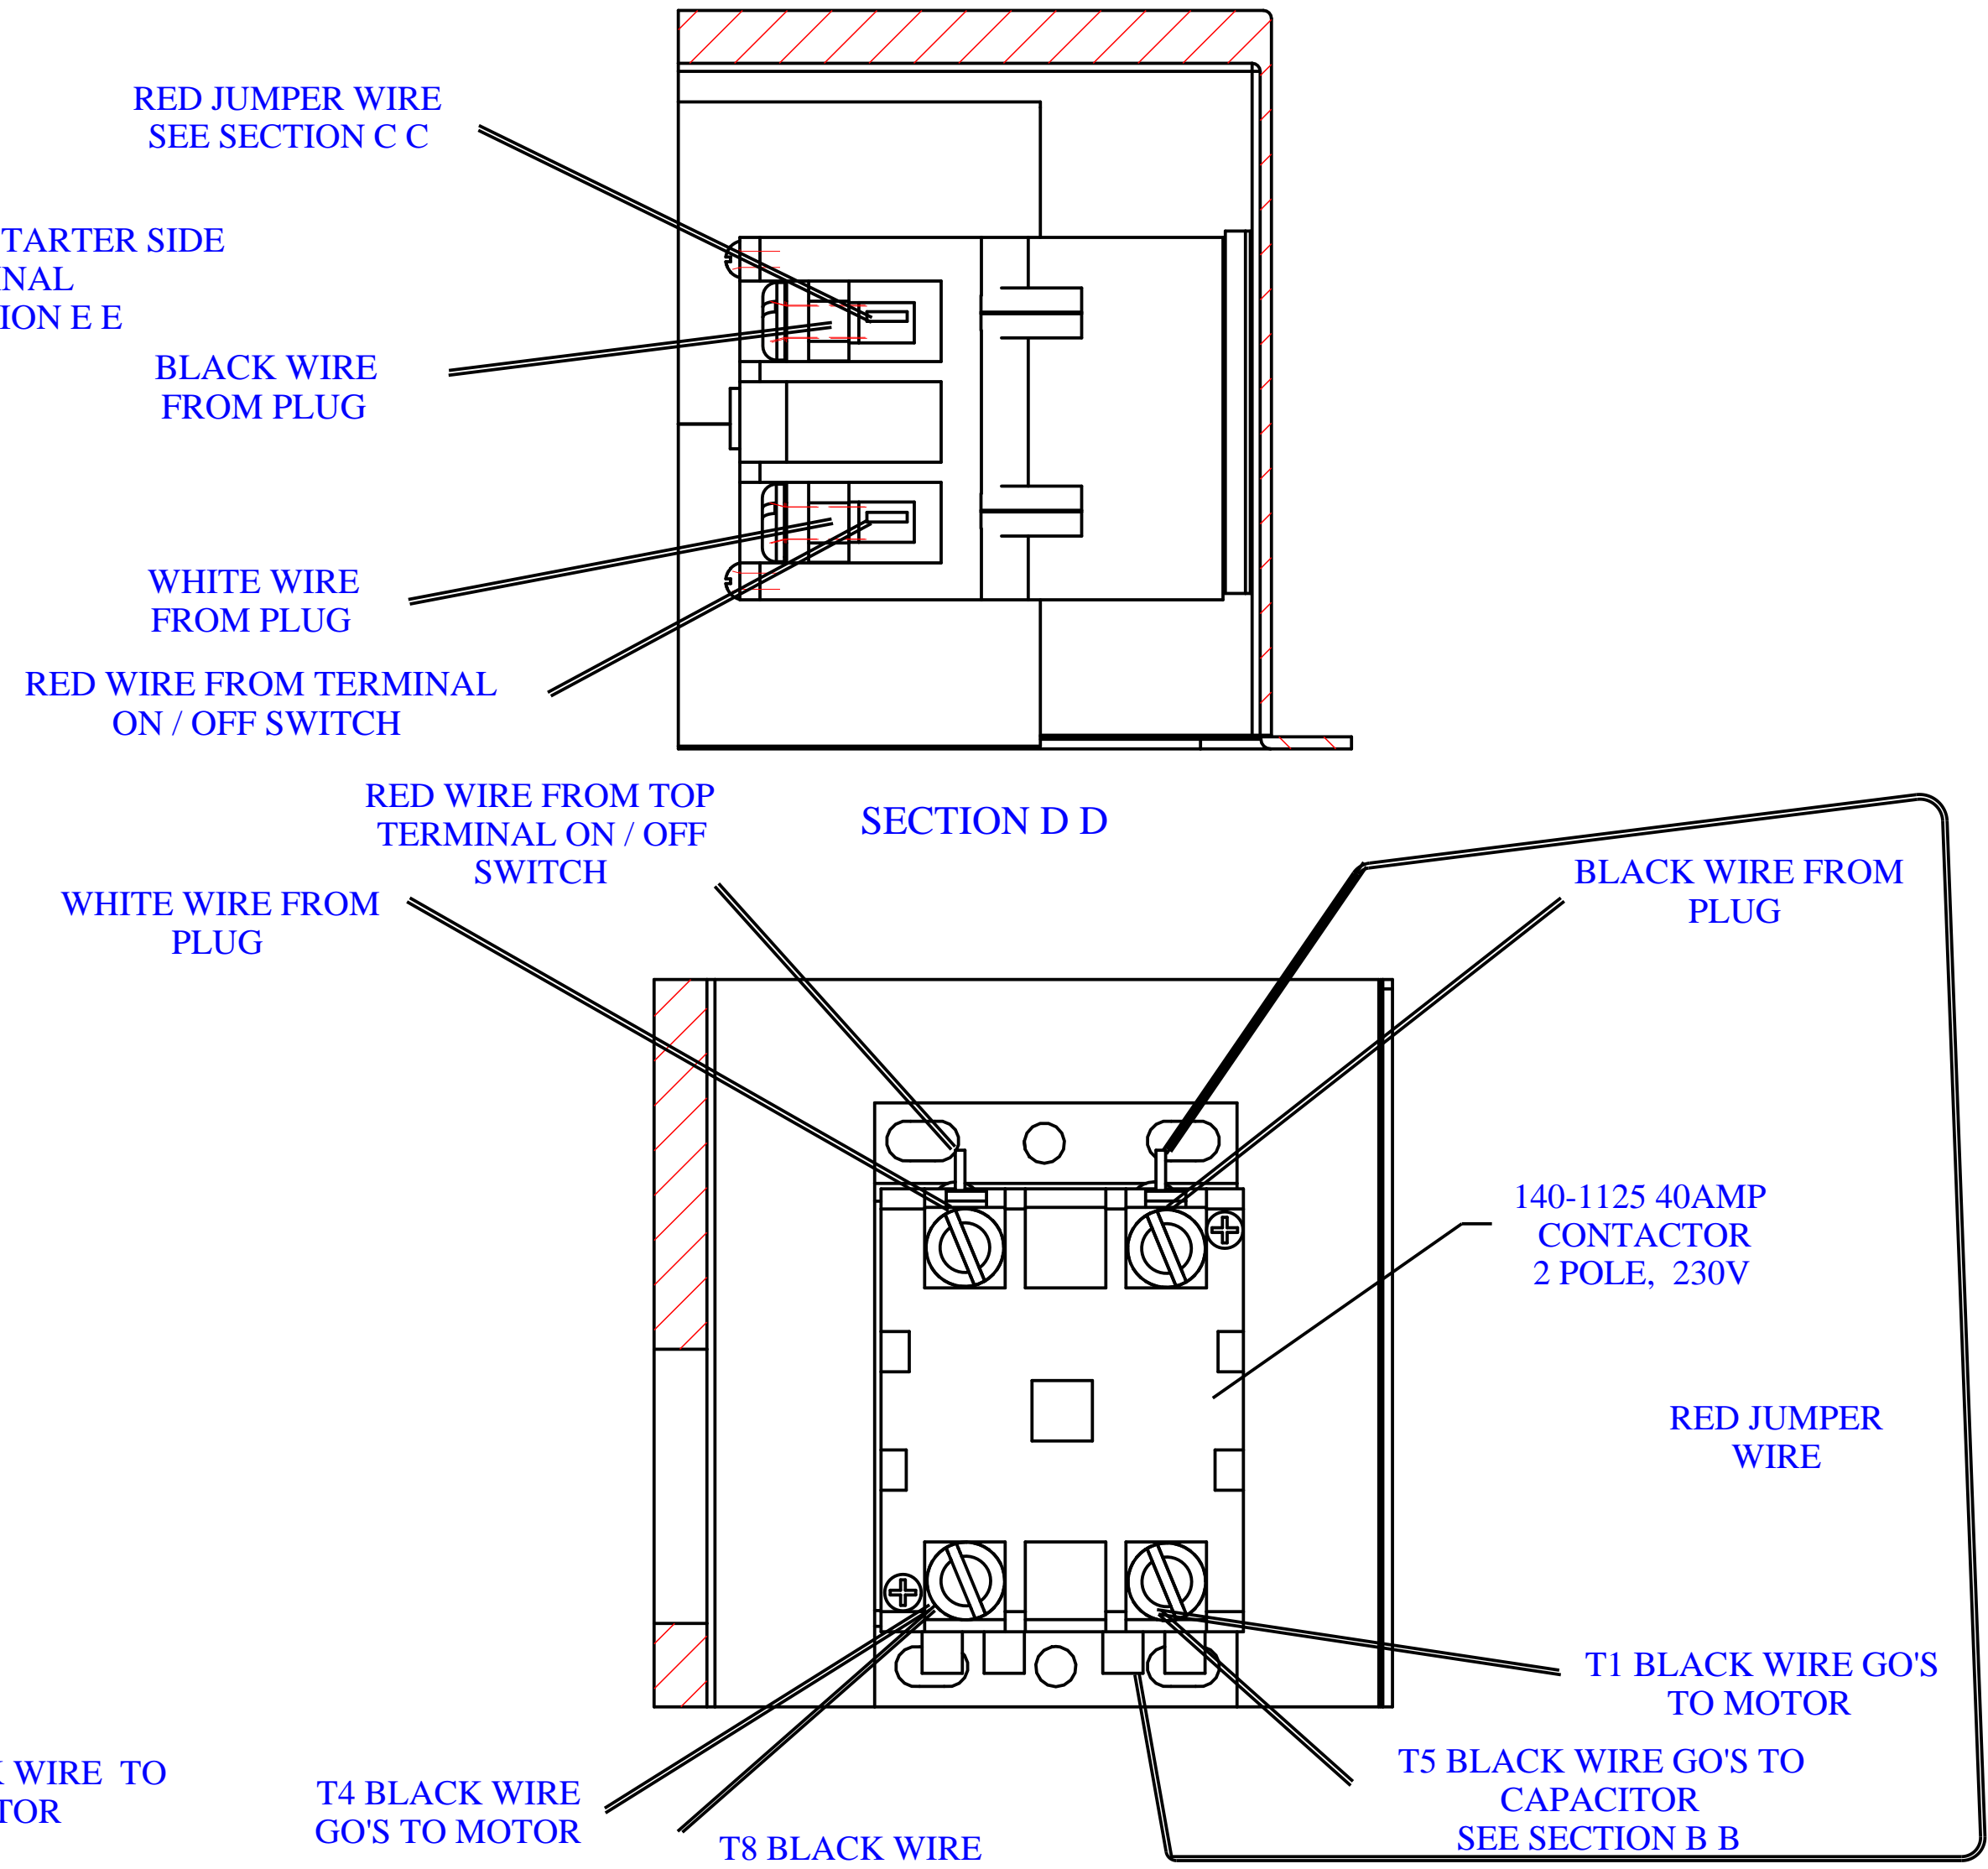 RED JUMPER WIRE
SEE SECTION C C
TARTER SIDE
NAL
ION E E
BLACK WIRE
FROM PLUG
WHITE WIRE
FROM PLUG
RED WIRE FROM TERMINAL
ON / OFF SWITCH
SECTION D D
RED WIRE FROM TOP
TERMINAL ON / OFF
SWITCH
WHITE WIRE FROM
PLUG
BLACK WIRE FROM
PLUG
140-1125 40AMP
CONTACTOR
2 POLE, 230V
RED JUMPER
WIRE
T1 BLACK WIRE GO'S
TO MOTOR
T5 BLACK WIRE GO'S TO
CAPACITOR
SEE SECTION B B
WIRE TO
TOR
T4 BLACK WIRE
GO'S TO MOTOR
T8 BLACK WIRE